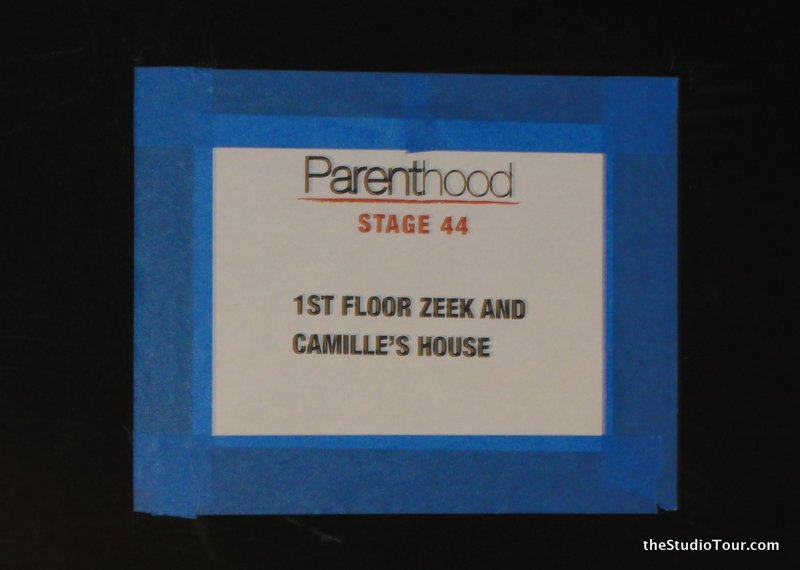 Parenthood
STAGE 44
1ST FLOOR ZEEK AND
CAMILLE'S HOUSE
theStudioTour.com